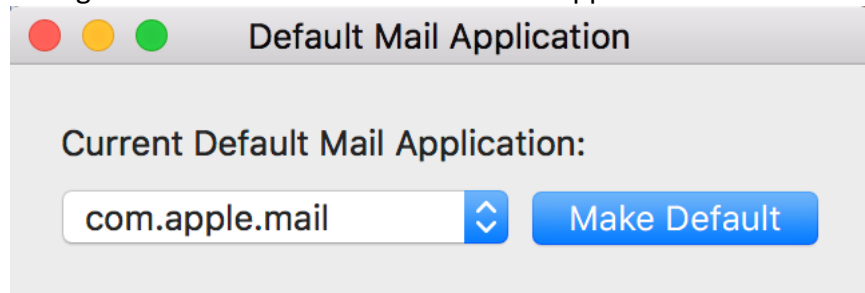 Default Mail Application
Current Default Mail Application:
com.apple.mail
Make Default